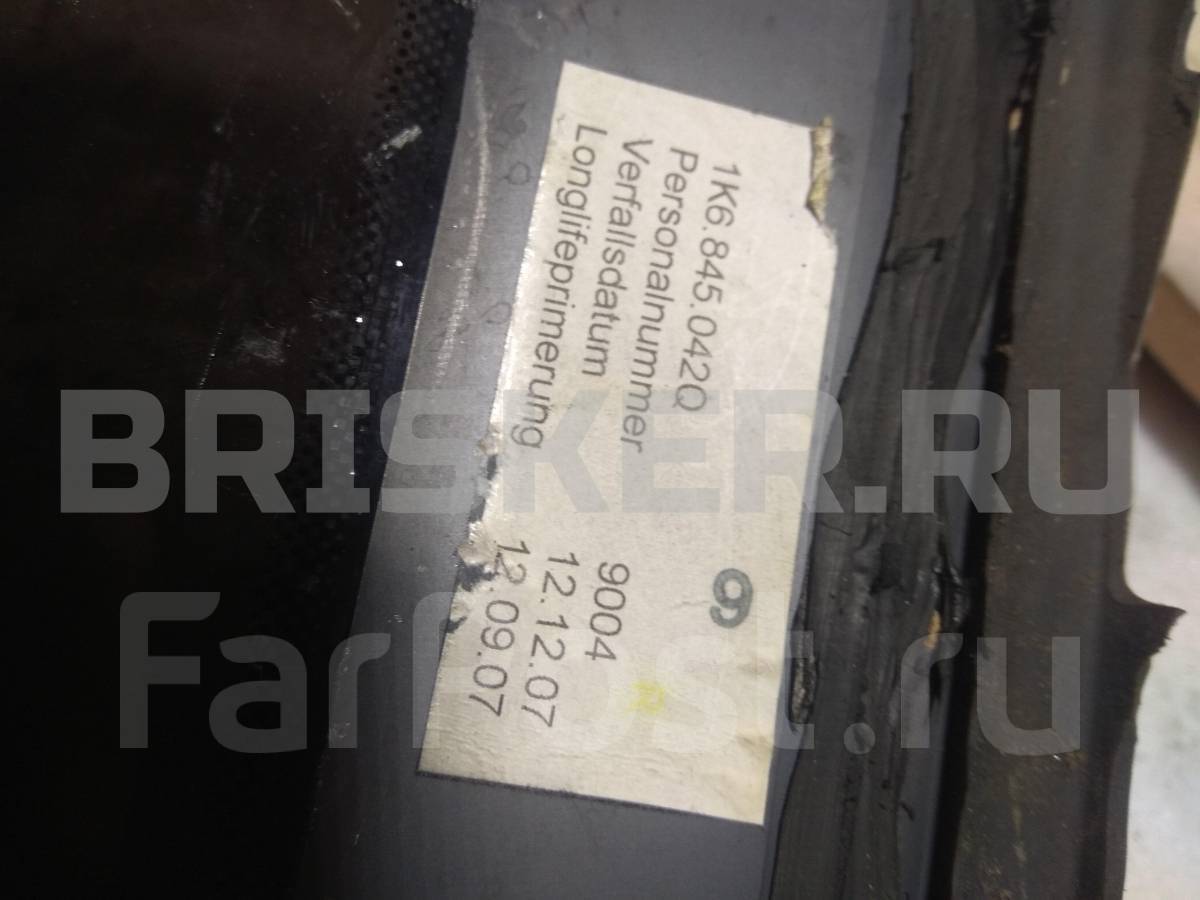 1K6.845.042Q
Personalnummer 9004
Verfallsdatum 12.12.07
Longlifeprimerung 12.09.07
9
BRISKER.RU
FarPost.ru